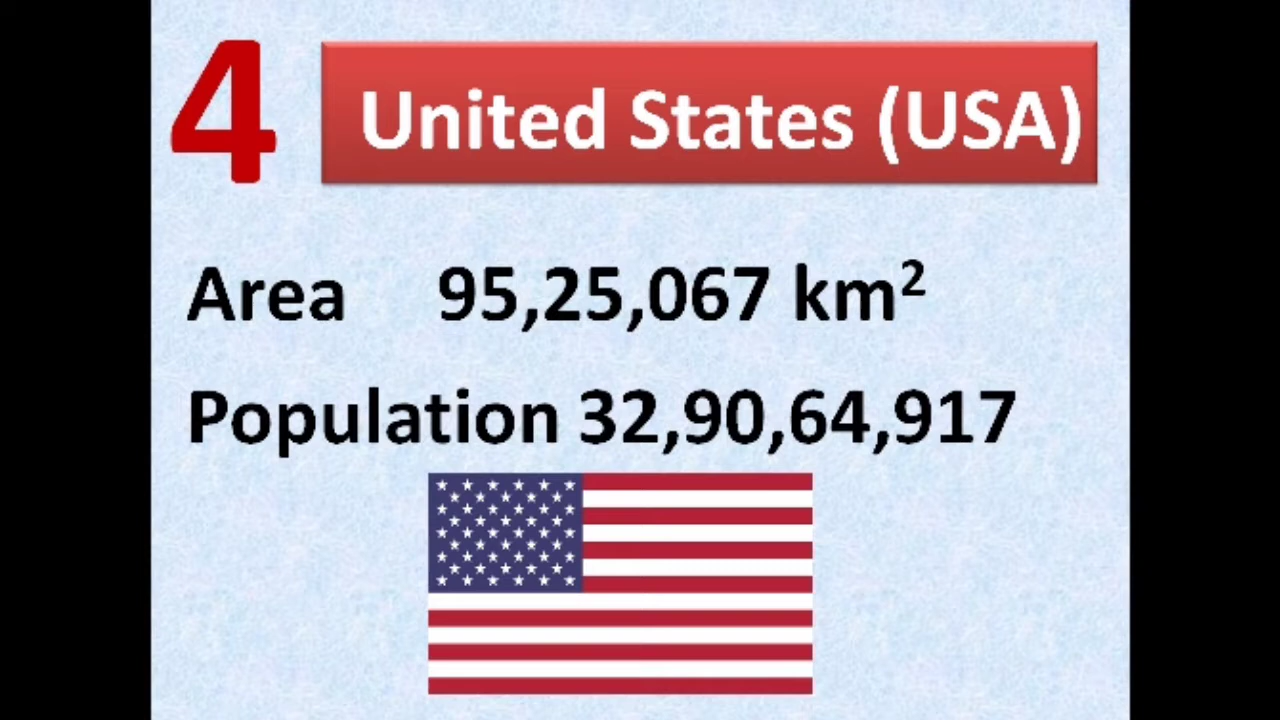 4 United States (USA)
Area 95,25,067 km²
Population 32,90,64,917